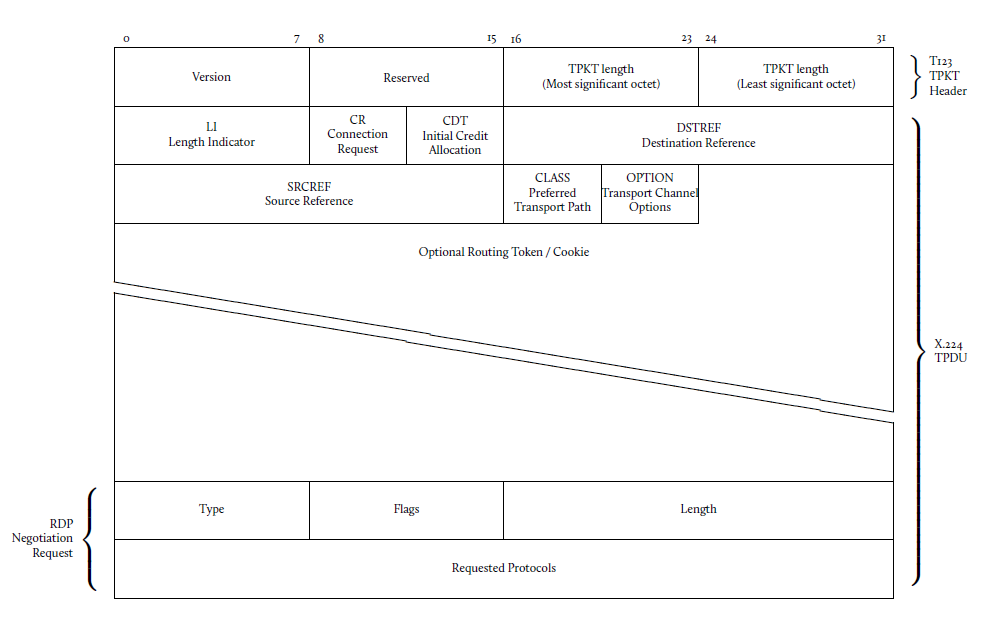 0 7 8 15 16 23 24 31
Version
Reserved
TPKT length
(Most significant octet)
TPKT length
(Least significant octet)
T123
TPKT
Header
LI
Length Indicator
CR
Connection
Request
CDT
Initial Credit
Allocation
DSTREF
Destination Reference
SRCREF
Source Reference
CLASS
Preferred
Transport Path
OPTION
Transport Channel
Options
Optional Routing Token / Cookie
X.224
TPDU
RDP
Negotiation
Request
Type
Flags
Length
Requested Protocols